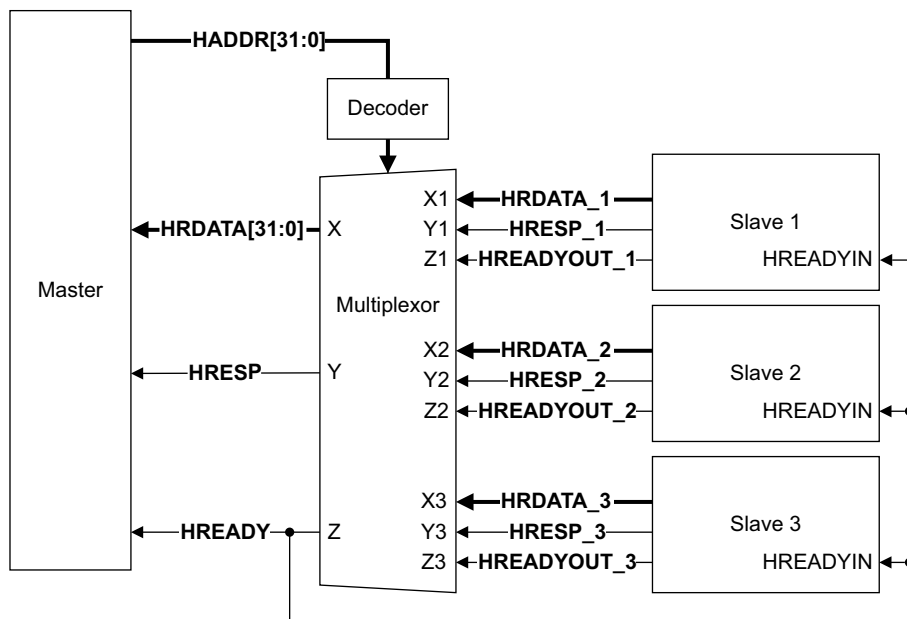 HADDR[31:0]
Decoder
Master
HRDATA[31:0]
HRESP
HREADY
X
Multiplexor
Y
Z
X1
Y1
Z1
X2
Y2
Z2
X3
Y3
Z3
HRDATA_1
HRESP_1
HREADYOUT_1
HRDATA_2
HRESP_2
HREADYOUT_2
HRDATA_3
HRESP_3
HREADYOUT_3
Slave 1
HREADYIN
Slave 2
HREADYIN
Slave 3
HREADYIN